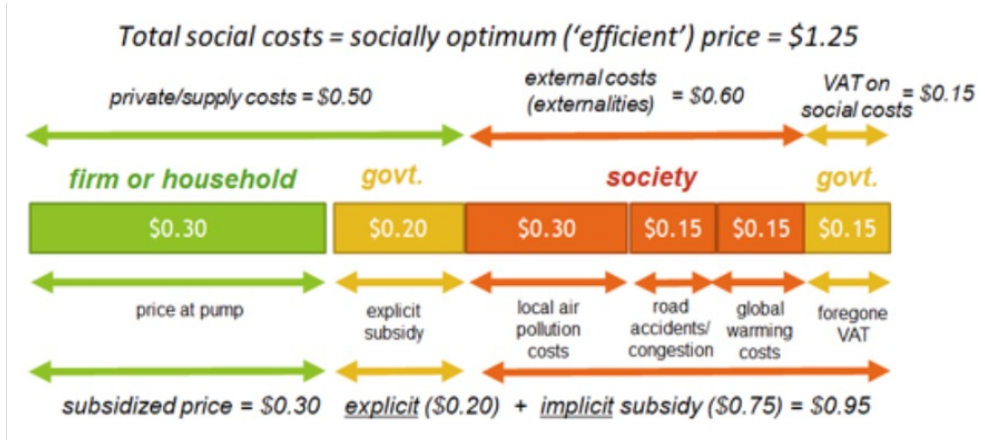 Total social costs = socially optimum ('efficient') price = $1.25
private/supply costs = $0.50
external costs
(externalities) = $0.60
VAT on
social costs = $0.15
firm or household
govt.
society
govt.
$0.30
$0.20
$0.30
$0.15
$0.15
$0.15
price at pump
explicit
subsidy
local air
pollution
costs
road
accidents/
congestion
global
warming
costs
foregone
VAT
subsidized price = $0.30
explicit ($0.20) + implicit subsidy ($0.75) = $0.95